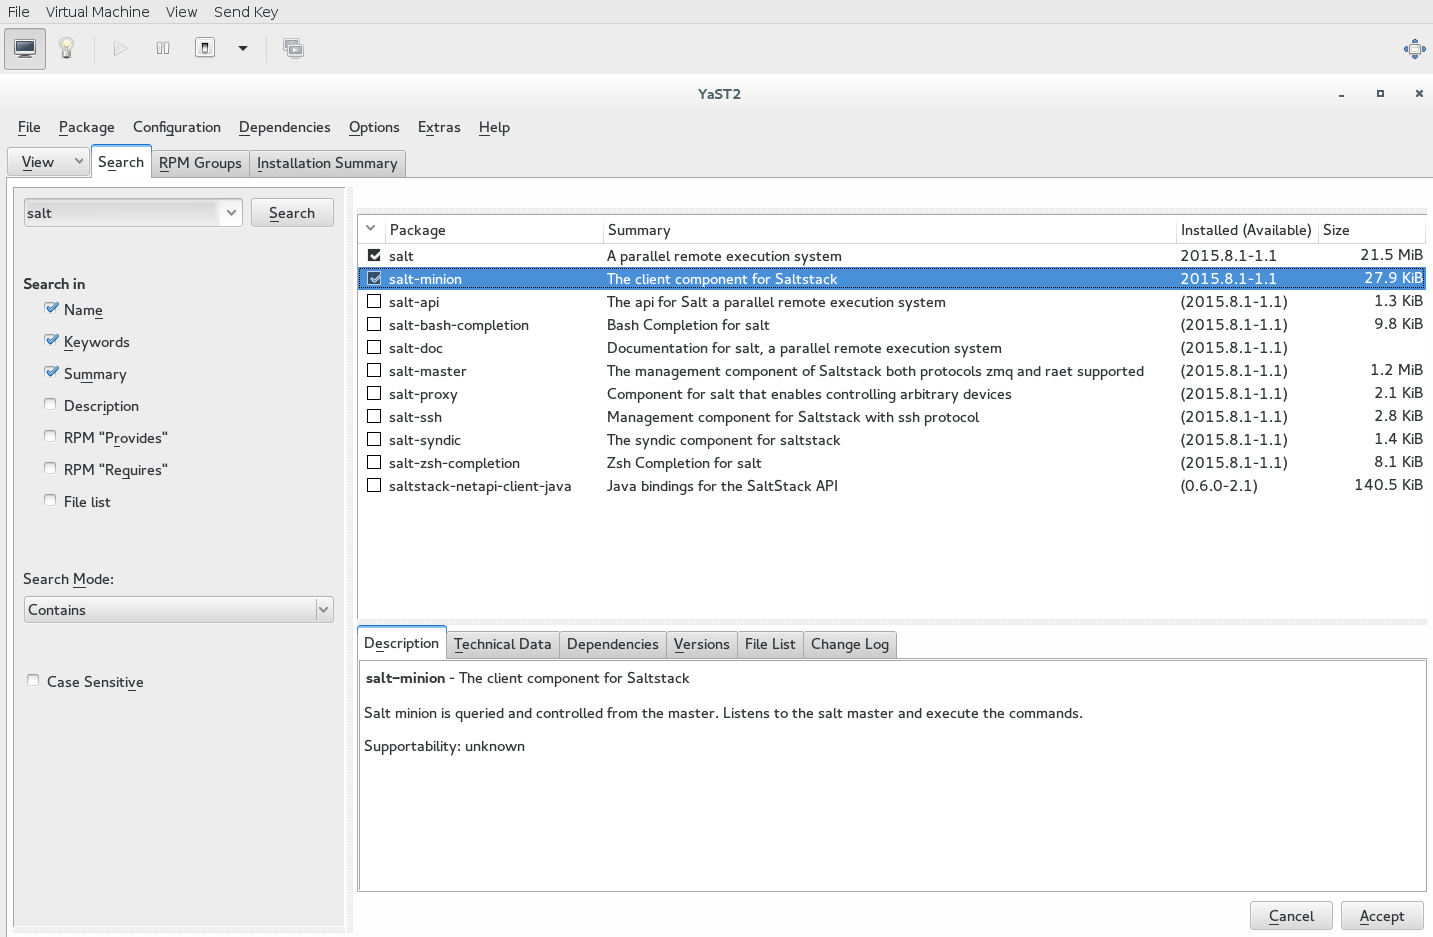 File Virtual Machine View Send Key
YaST2
File Package Configuration Dependencies Options Extras Help
View Search RPM Groups Installation Summary
salt Search
Search in
Name
Keywords
Summary
Description
RPM "Provides"
RPM "Requires"
File list
Search Mode:
Contains
Case Sensitive
Package Summary Installed (Available) Size
salt A parallel remote execution system 2015.8.1-1.1 21.5 MiB
salt-minion The client component for Saltstack 2015.8.1-1.1 27.9 KiB
salt-api The api for Salt a parallel remote execution system (2015.8.1-1.1) 1.3 KiB
salt-bash-completion Bash Completion for salt (2015.8.1-1.1) 9.8 KiB
salt-doc Documentation for salt, a parallel remote execution system (2015.8.1-1.1)
salt-master The management component of Saltstack both protocols zmq and raet supported (2015.8.1-1.1) 1.2 MiB
salt-proxy Component for salt that enables controlling arbitrary devices (2015.8.1-1.1) 2.1 KiB
salt-ssh Management component for Saltstack with ssh protocol (2015.8.1-1.1) 2.8 KiB
salt-syndic The syndic component for saltstack (2015.8.1-1.1) 1.4 KiB
salt-zsh-completion Zsh Completion for salt (2015.8.1-1.1) 8.1 KiB
saltstack-netapi-client-java Java bindings for the SaltStack API (0.6.0-2.1) 140.5 KiB
Description Technical Data Dependencies Versions File List Change Log
salt-minion - The client component for Saltstack
Salt minion is queried and controlled from the master. Listens to the salt master and execute the commands.
Supportability: unknown
Cancel Accept